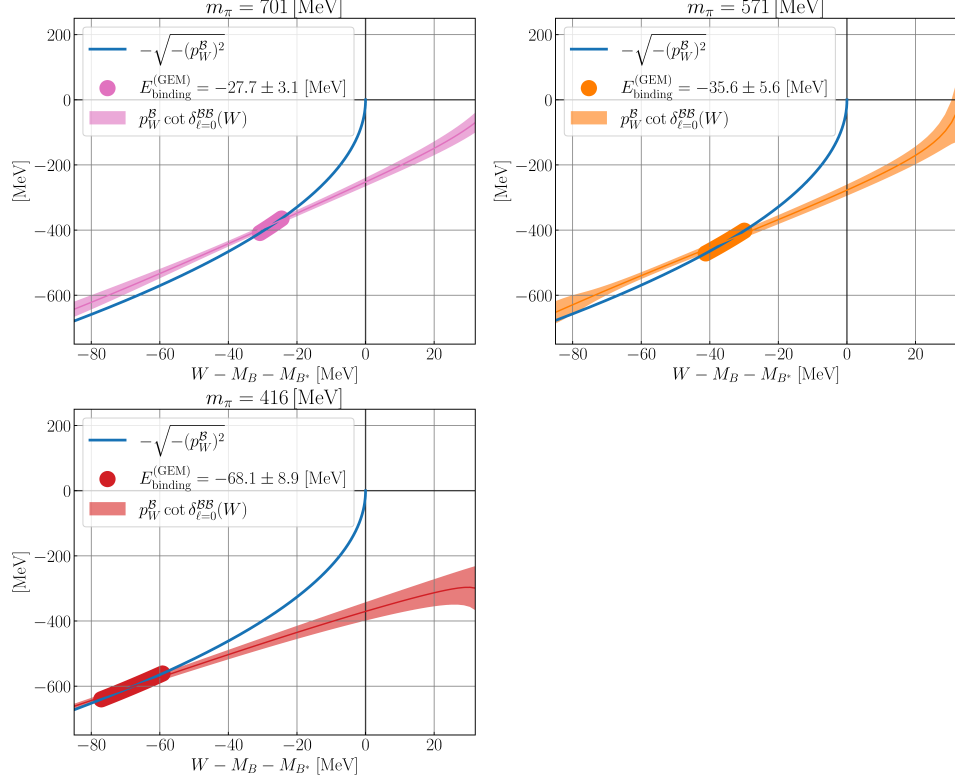 m_π = 701 [MeV]
200
0
−200
−400
−600
[MeV]
−√−(p_W^ℬ)²
E_binding^(GEM) = −27.7 ± 3.1 [MeV]
p_W^ℬ cot δ_{ℓ=0}^{ℬℬ}(W)
−80 −60 −40 −20 0 20
W − M_B − M_B* [MeV]
m_π = 571 [MeV]
200
0
−200
−400
−600
[MeV]
−√−(p_W^ℬ)²
E_binding^(GEM) = −35.6 ± 5.6 [MeV]
p_W^ℬ cot δ_{ℓ=0}^{ℬℬ}(W)
−80 −60 −40 −20 0 20
W − M_B − M_B* [MeV]
m_π = 416 [MeV]
200
0
−200
−400
−600
[MeV]
−√−(p_W^ℬ)²
E_binding^(GEM) = −68.1 ± 8.9 [MeV]
p_W^ℬ cot δ_{ℓ=0}^{ℬℬ}(W)
−80 −60 −40 −20 0 20
W − M_B − M_B* [MeV]